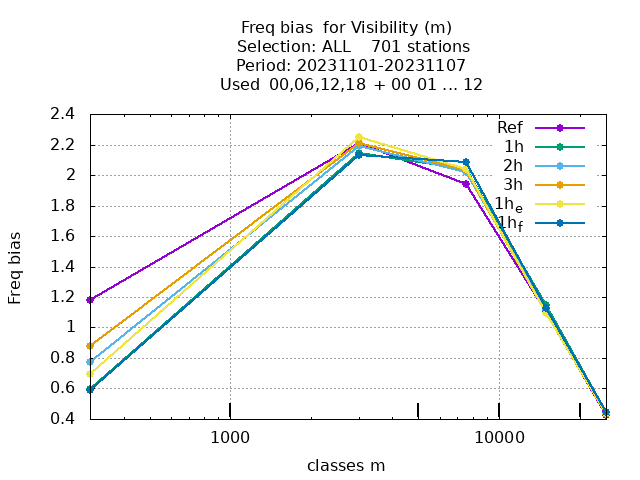 Freq bias  for Visibility (m)
Selection: ALL    701 stations
Period: 20231101-20231107
Used  00,06,12,18  + 00 01 ... 12
Freq bias
2.4
2.2
2
1.8
1.6
1.4
1.2
1
0.8
0.6
0.4
Ref
1h
2h
3h
1he
1hf
1000
10000
classes m